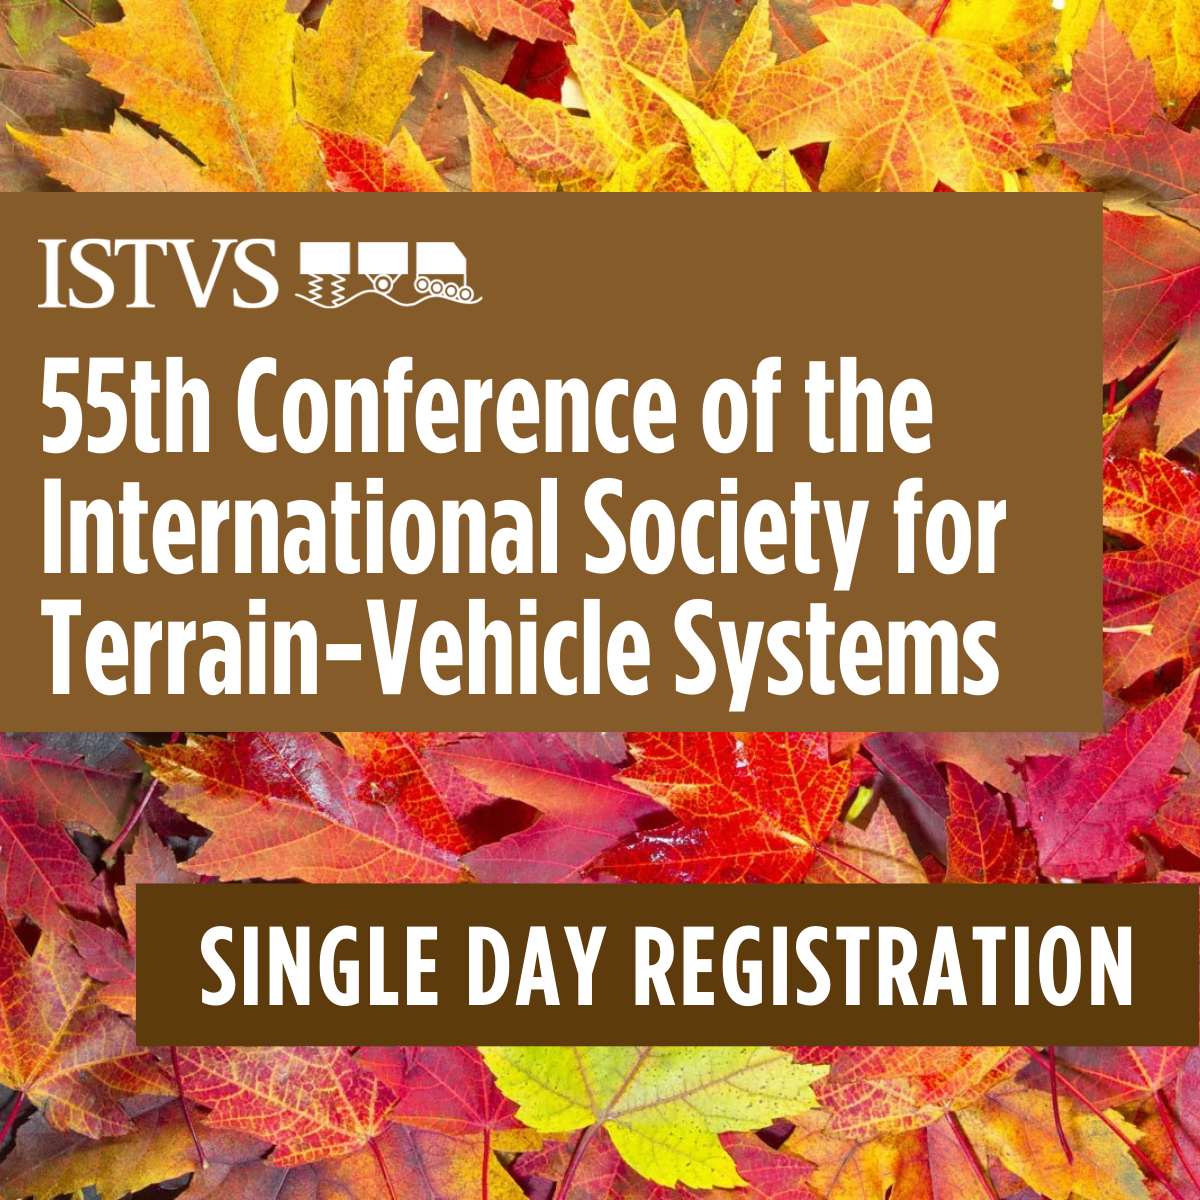 ISTVS
55th Conference of the
International Society for
Terrain-Vehicle Systems
SINGLE DAY REGISTRATION